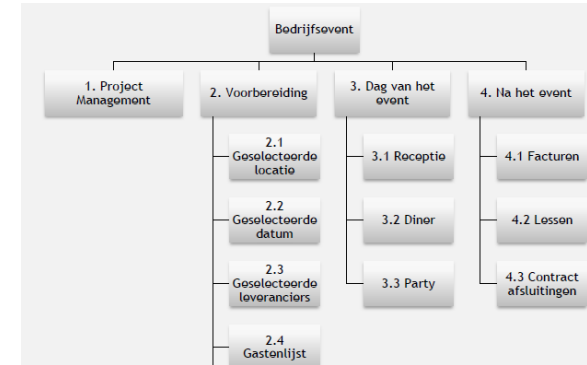 Bedrijfsevent
1. Project
Management
2. Voorbereiding
3. Dag van het
event
4. Na het event
2.1
Geselecteerde
locatie
3.1 Receptie
4.1 Facturen
2.2
Geselecteerde
datum
3.2 Diner
4.2 Lessen
2.3
Geselecteerde
leveranciers
3.3 Party
4.3 Contract
afsluitingen
2.4
Gastenlijst